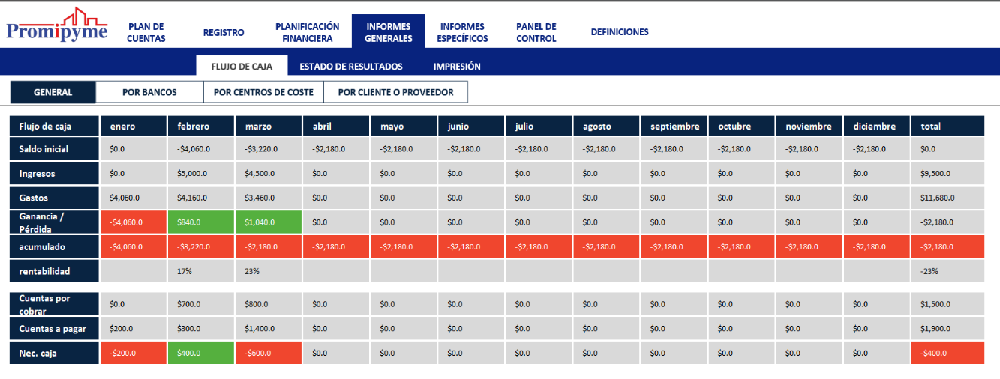 Promipyme
PLAN DE
CUENTAS
REGISTRO
PLANIFICACIÓN
FINANCIERA
INFORMES
GENERALES
INFORMES
ESPECÍFICOS
PANEL DE
CONTROL
DEFINICIONES
FLUJO DE CAJA ESTADO DE RESULTADOS IMPRESIÓN
GENERAL POR BANCOS POR CENTROS DE COSTE POR CLIENTE O PROVEEDOR
Flujo de caja enero febrero marzo abril mayo junio julio agosto septiembre octubre noviembre diciembre total
Saldo inicial $0.0 -$4,060.0 -$3,220.0 -$2,180.0 -$2,180.0 -$2,180.0 -$2,180.0 -$2,180.0 -$2,180.0 -$2,180.0 -$2,180.0 -$2,180.0 $0.0
Ingresos $0.0 $5,000.0 $4,500.0 $0.0 $0.0 $0.0 $0.0 $0.0 $0.0 $0.0 $0.0 $0.0 $9,500.0
Gastos $4,060.0 $4,160.0 $3,460.0 $0.0 $0.0 $0.0 $0.0 $0.0 $0.0 $0.0 $0.0 $0.0 $11,680.0
Ganancia /
Pérdida -$4,060.0 $840.0 $1,040.0 $0.0 $0.0 $0.0 $0.0 $0.0 $0.0 $0.0 $0.0 $0.0 -$2,180.0
acumulado -$4,060.0 -$3,220.0 -$2,180.0 -$2,180.0 -$2,180.0 -$2,180.0 -$2,180.0 -$2,180.0 -$2,180.0 -$2,180.0 -$2,180.0 -$2,180.0 -$2,180.0
rentabilidad 17% 23% -23%
Cuentas por
cobrar $0.0 $700.0 $800.0 $0.0 $0.0 $0.0 $0.0 $0.0 $0.0 $0.0 $0.0 $0.0 $1,500.0
Cuentas a pagar $200.0 $300.0 $1,400.0 $0.0 $0.0 $0.0 $0.0 $0.0 $0.0 $0.0 $0.0 $0.0 $1,900.0
Nec. caja -$200.0 $400.0 -$600.0 $0.0 $0.0 $0.0 $0.0 $0.0 $0.0 $0.0 $0.0 $0.0 -$400.0